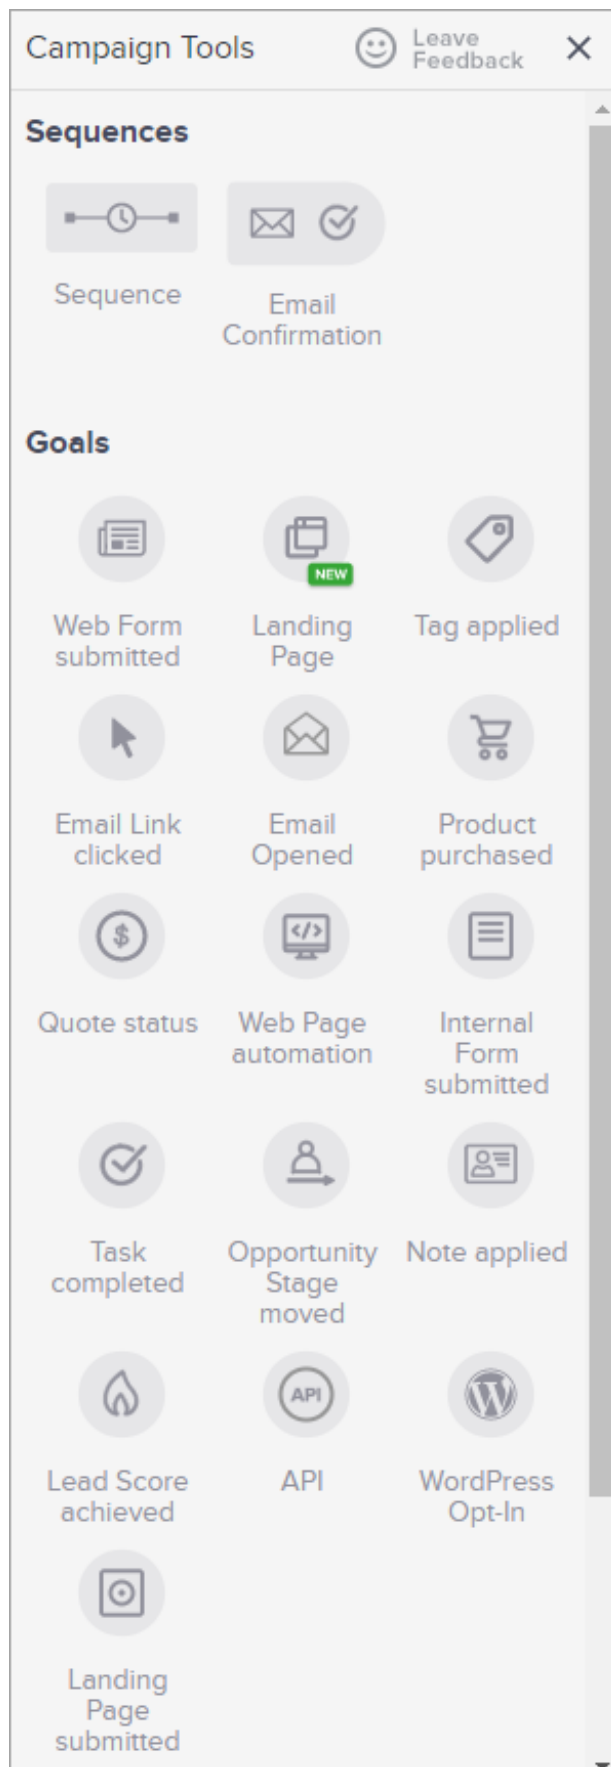 Campaign Tools
Leave
Feedback
Sequences
Sequence
Email
Confirmation
Goals
NEW
Web Form
submitted
Landing
Page
Tag applied
Email Link
clicked
Email
Opened
Product
purchased
$
Quote status
</>
Web Page
automation
Internal
Form
submitted
Task
completed
Opportunity
Stage
moved
Note applied
Lead Score
achieved
API
API
W
WordPress
Opt-In
Landing
Page
submitted